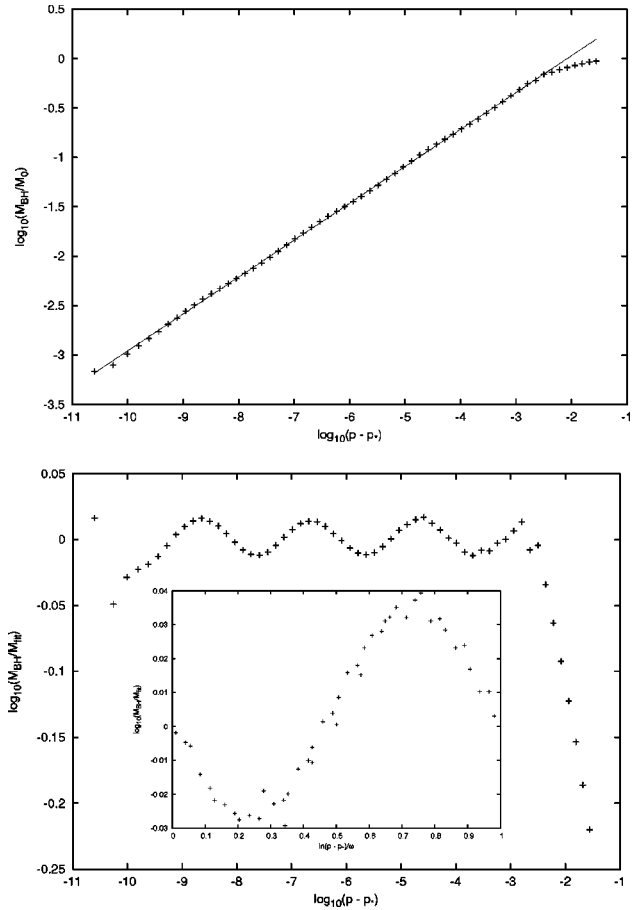 0.5
0
-0.5
-1
-1.5
-2
-2.5
-3
-3.5
log10(MBH/M0)
-11 -10 -9 -8 -7 -6 -5 -4 -3 -2 -1
log10(p - p*)
0.05
0
-0.05
-0.1
-0.15
-0.2
-0.25
log10(MBH/Mfit)
0.04
0.03
0.02
0.01
0
-0.01
-0.02
-0.03
log10(MBH/Mfit)
0 0.1 0.2 0.3 0.4 0.5 0.6 0.7 0.8 0.9 1
ln(p - p*)/ω
-11 -10 -9 -8 -7 -6 -5 -4 -3 -2 -1
log10(p - p*)